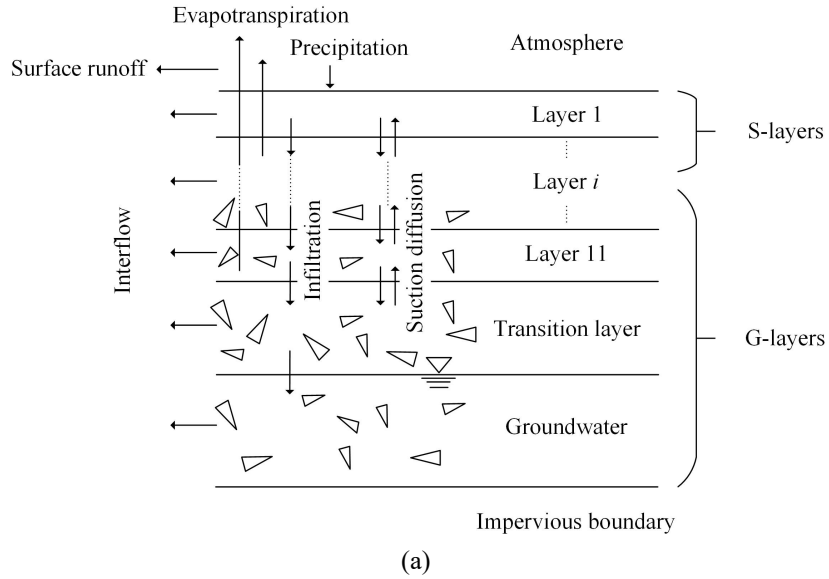 Evapotranspiration
Precipitation
Atmosphere
Surface runoff
Layer 1
S-layers
Layer i
Interflow
Infiltration
Suction diffusion
Layer 11
Transition layer
G-layers
Groundwater
Impervious boundary
(a)